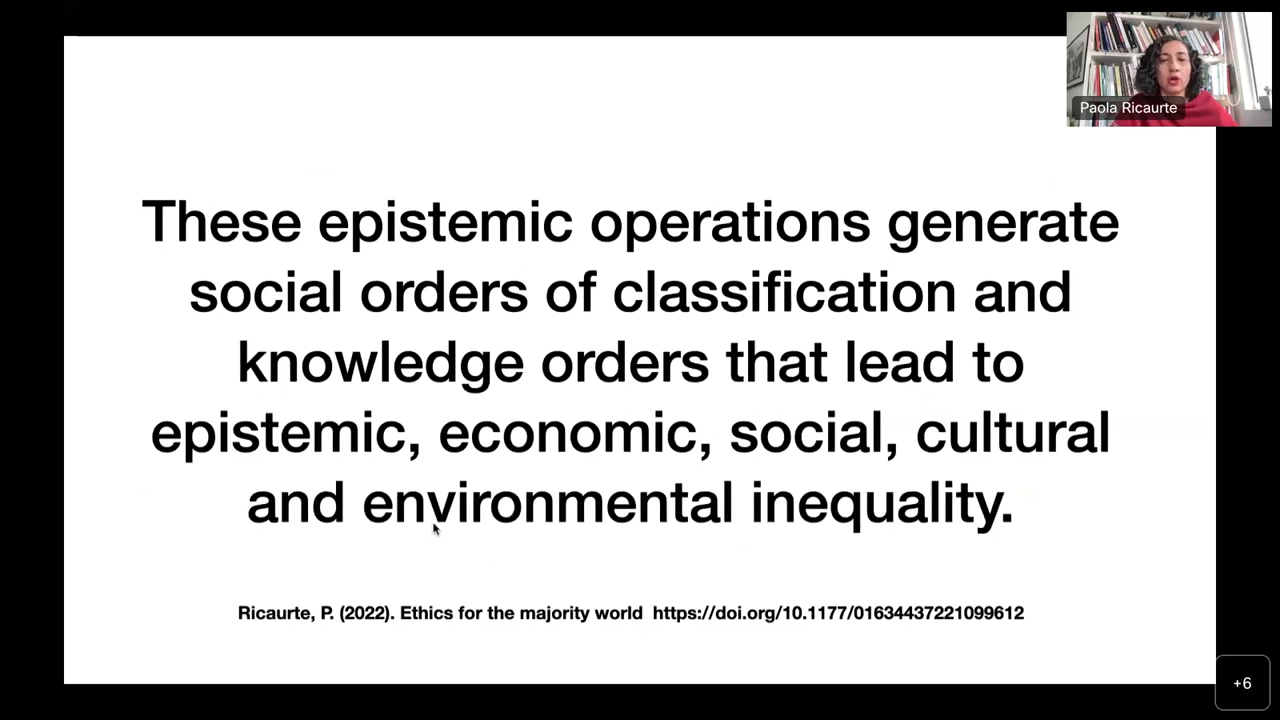 Paola Ricaurte
These epistemic operations generate
social orders of classification and
knowledge orders that lead to
epistemic, economic, social, cultural
and environmental inequality.
Ricaurte, P. (2022). Ethics for the majority world https://doi.org/10.1177/01634437221099612
+6